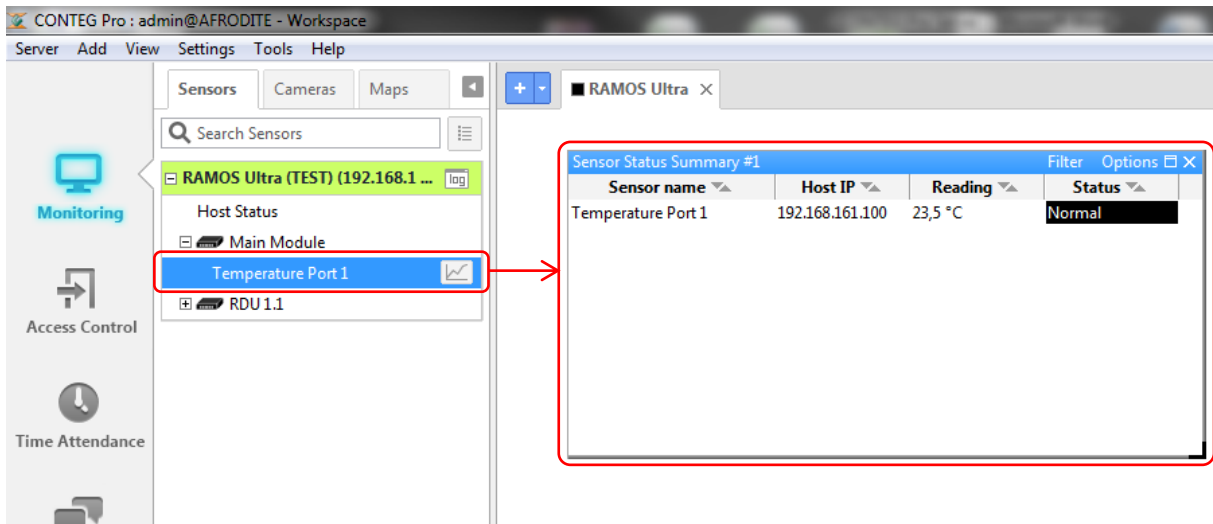 CONTEG Pro : admin@AFRODITE - Workspace
Server Add View Settings Tools Help
Sensors Cameras Maps
+ RAMOS Ultra
Search Sensors
RAMOS Ultra (TEST) (192.168.1 ... log
Host Status
Main Module
Temperature Port 1
RDU 1.1
Monitoring
Access Control
Time Attendance
Sensor Status Summary #1 Filter Options
Sensor name Host IP Reading Status
Temperature Port 1 192.168.161.100 23,5 °C Normal